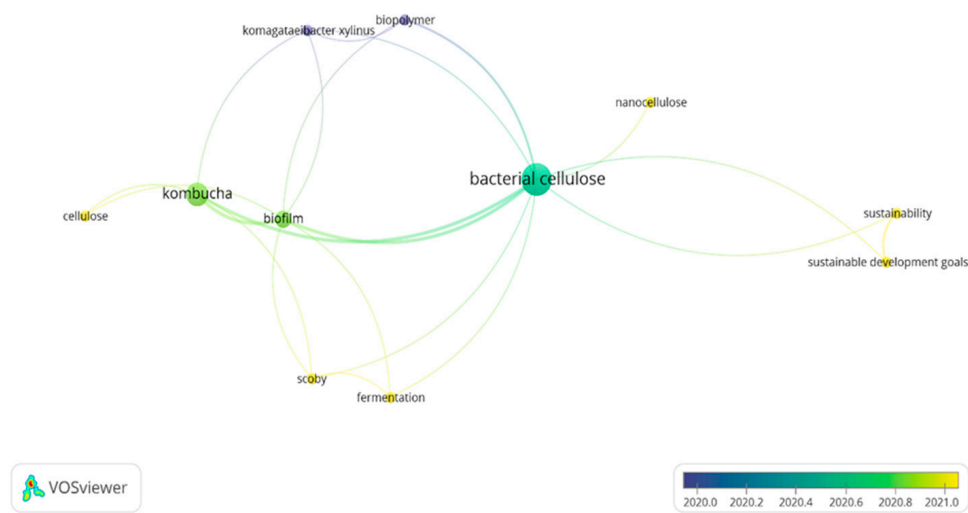 biopolymer
komagataeibacter xylinus
nanocellulose
bacterial cellulose
kombucha
cellulose
biofilm
sustainability
sustainable development goals
scoby
fermentation
VOSviewer
2020.0 2020.2 2020.4 2020.6 2020.8 2021.0